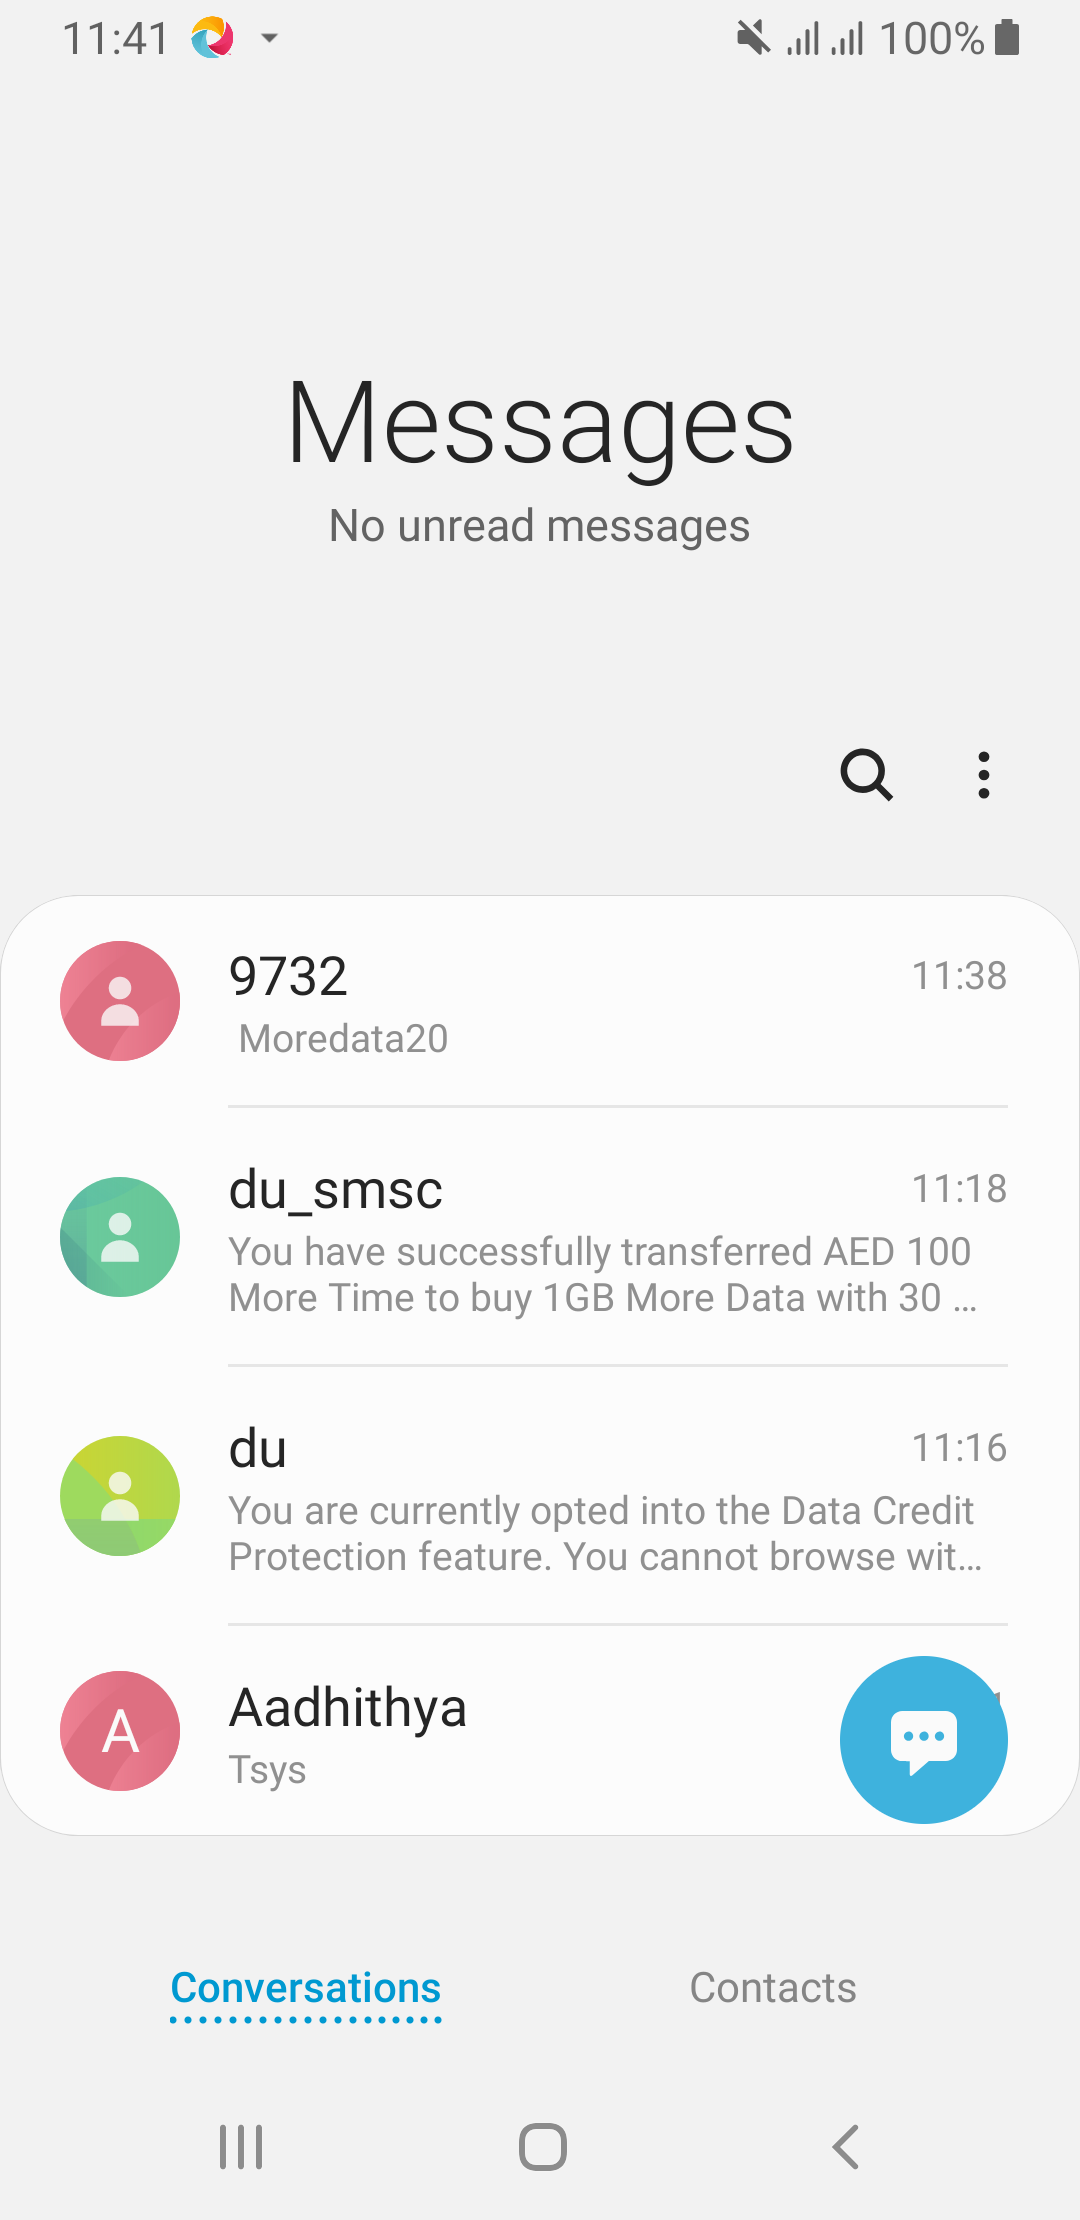 11:41 100%
Messages
No unread messages
9732 11:38
Moredata20
du_smsc 11:18
You have successfully transferred AED 100
More Time to buy 1GB More Data with 30 ...
du 11:16
You are currently opted into the Data Credit
Protection feature. You cannot browse wit...
A Aadhithya
Tsys
Conversations Contacts